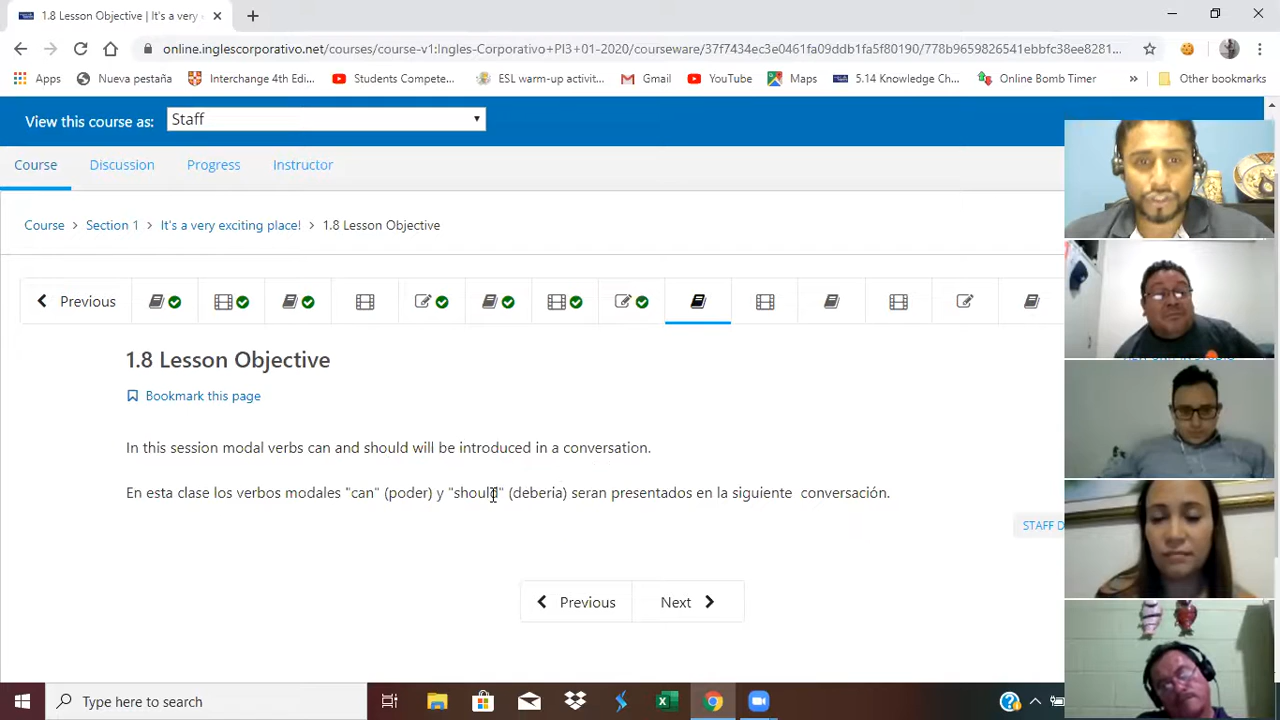 1.8 Lesson Objective | It's a very
online.inglescorporativo.net/courses/course-v1:Ingles-Corporativo+PI3+01-2020/courseware/37f7434ec3e0461fa09ddb1fa5f80190/778b9659826541ebbfc38ee8281...
Apps Nueva pestaña Interchange 4th Edi... Students Compete... ESL warm-up activit... Gmail YouTube Maps 5.14 Knowledge Ch... Online Bomb Timer » Other bookmarks
View this course as: Staff
Course Discussion Progress Instructor
Course > Section 1 > It's a very exciting place! > 1.8 Lesson Objective
Previous
1.8 Lesson Objective
Bookmark this page
In this session modal verbs can and should will be introduced in a conversation.
En esta clase los verbos modales "can" (poder) y "should" (debería) seran presentados en la siguiente conversación.
STAFF D
Previous Next
Type here to search